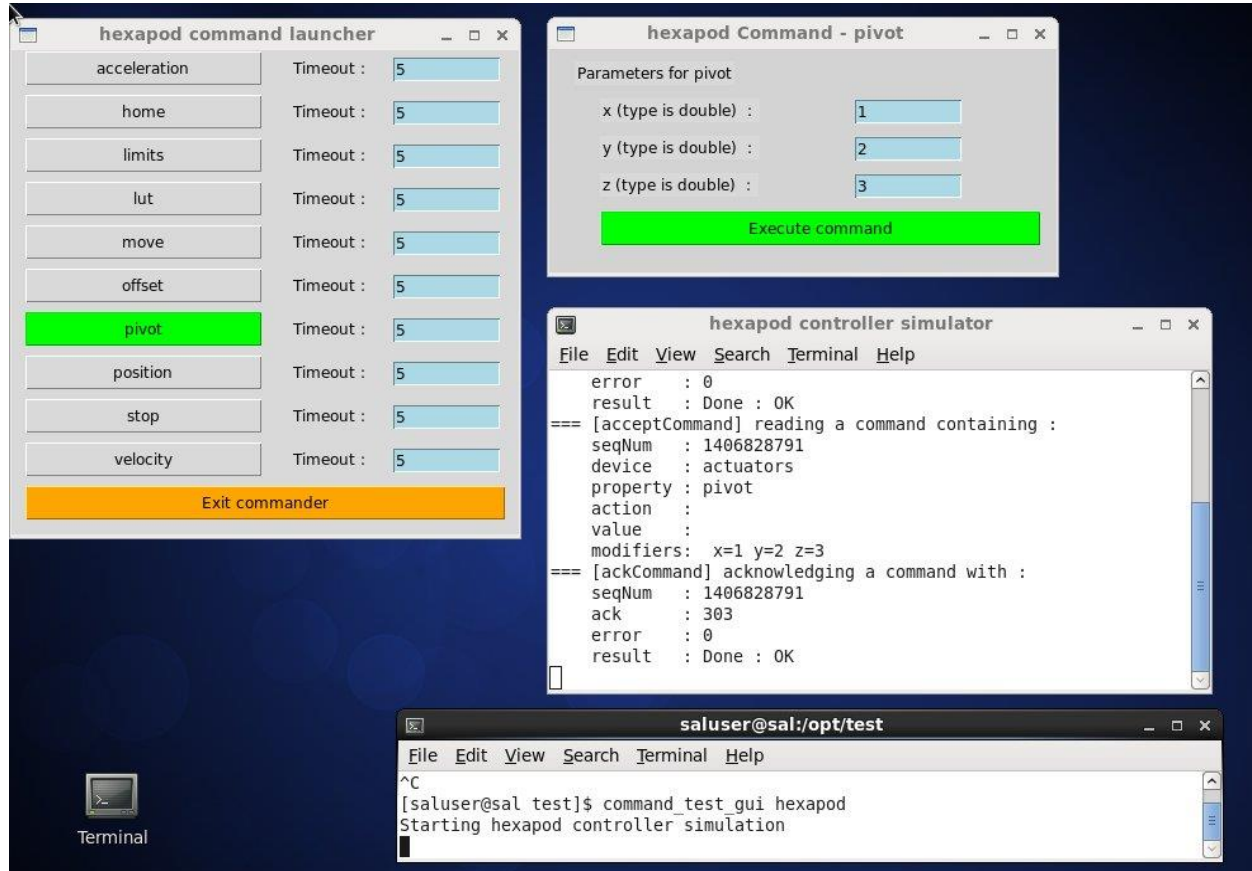 hexapod command launcher
acceleration Timeout : 5
home Timeout : 5
limits Timeout : 5
lut Timeout : 5
move Timeout : 5
offset Timeout : 5
pivot Timeout : 5
position Timeout : 5
stop Timeout : 5
velocity Timeout : 5
Exit commander
hexapod Command - pivot
Parameters for pivot
x (type is double) : 1
y (type is double) : 2
z (type is double) : 3
Execute command
hexapod controller simulator
File Edit View Search Terminal Help
error : 0
result : Done : OK
=== [acceptCommand] reading a command containing :
seqNum : 1406828791
device : actuators
property : pivot
action :
value :
modifiers: x=1 y=2 z=3
=== [ackCommand] acknowledging a command with :
seqNum : 1406828791
ack : 303
error : 0
result : Done : OK
saluser@sal:/opt/test
File Edit View Search Terminal Help
^C
[saluser@sal test]$ command_test_gui hexapod
Starting hexapod controller simulation
Terminal